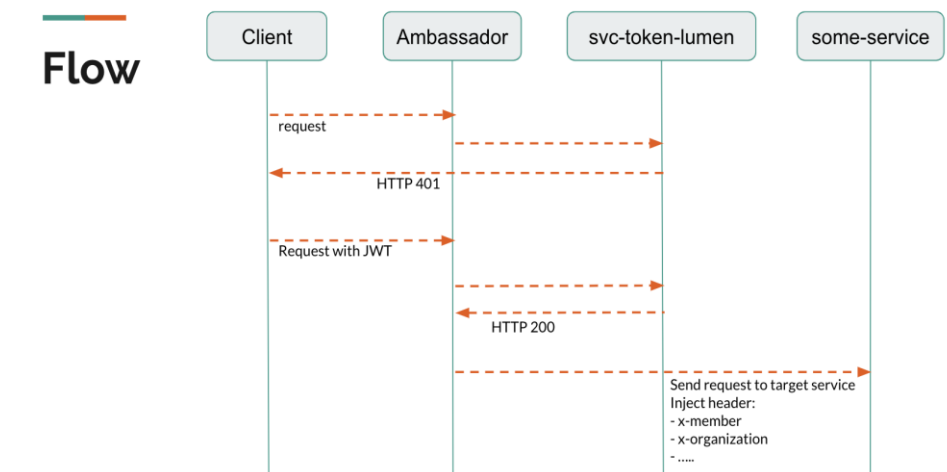 Flow
Client
Ambassador
svc-token-lumen
some-service
request
HTTP 401
Request with JWT
HTTP 200
Send request to target service
Inject header:
- x-member
- x-organization
- .....